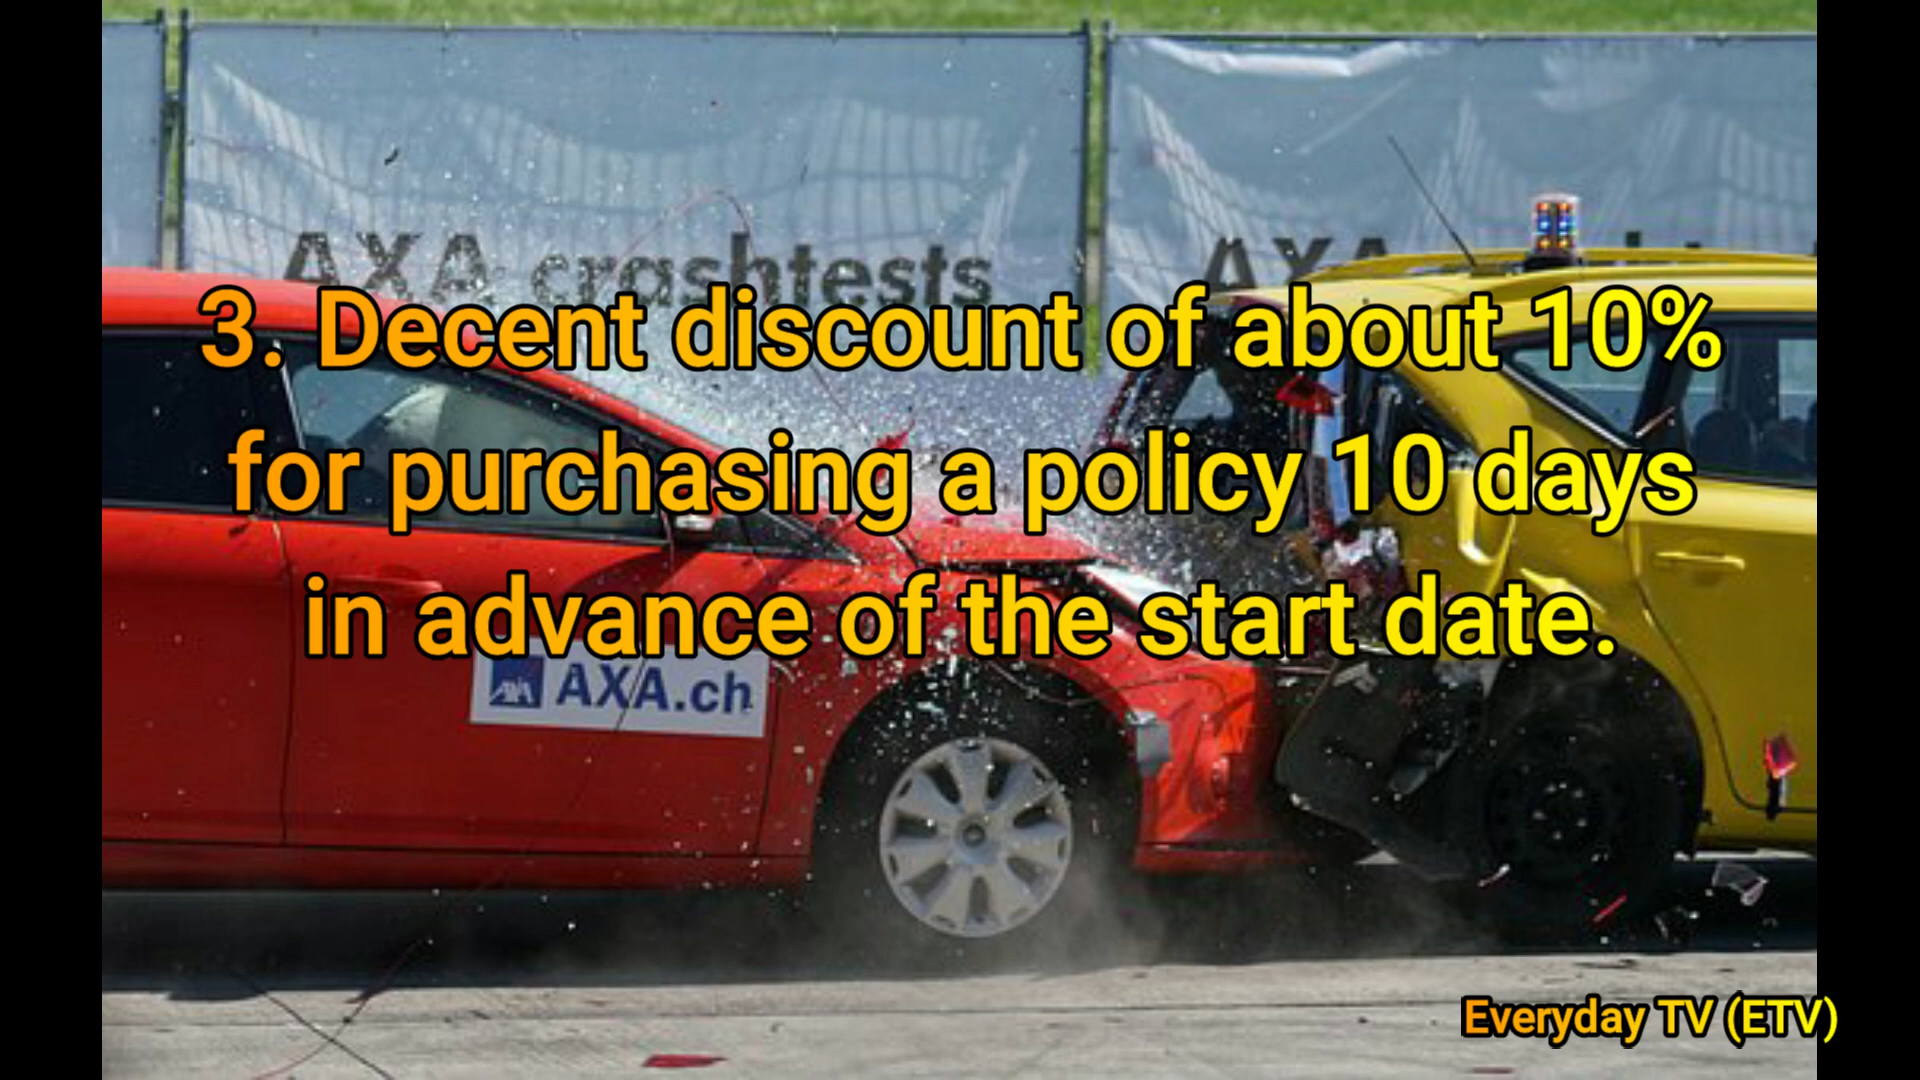 AXA crashtests
AXA
3. Decent discount of about 10%
for purchasing a policy 10 days
in advance of the start date.
AXA.ch
Everyday TV (ETV)